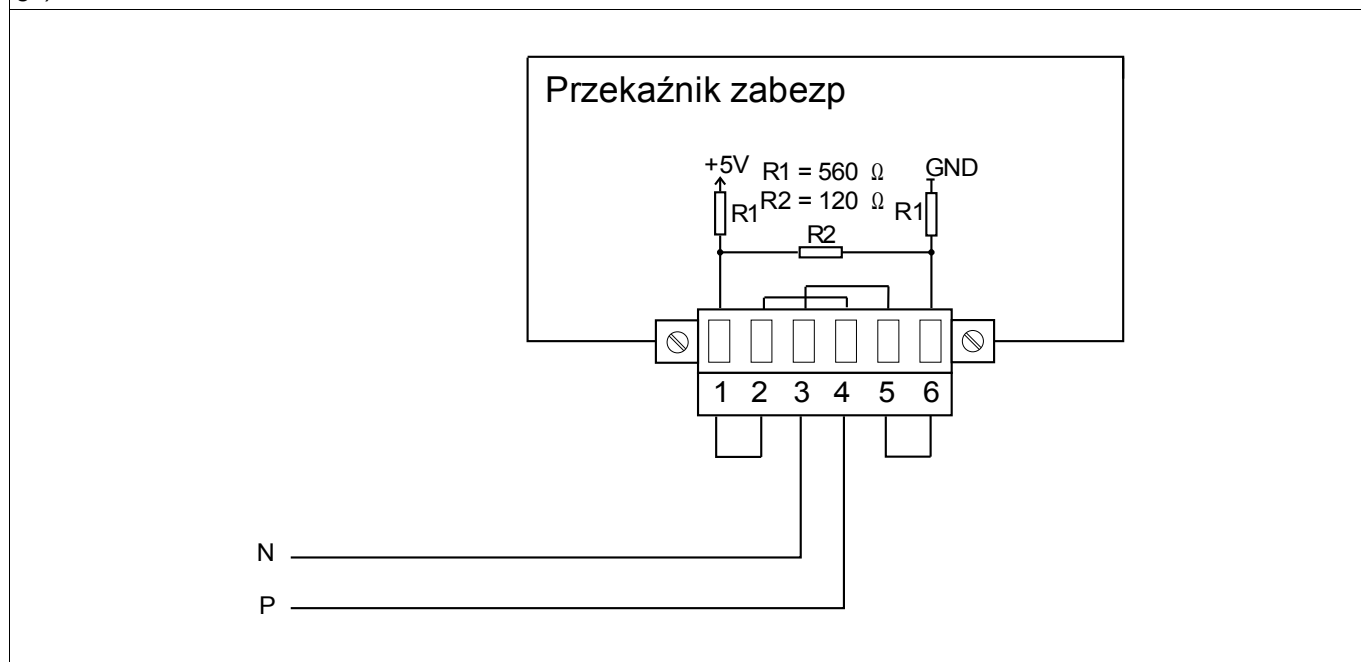 Przekaźnik zabezp
+5V R1 = 560 Ω GND
R1 R2 = 120 Ω R1
R2
1 2 3 4 5 6
N
P